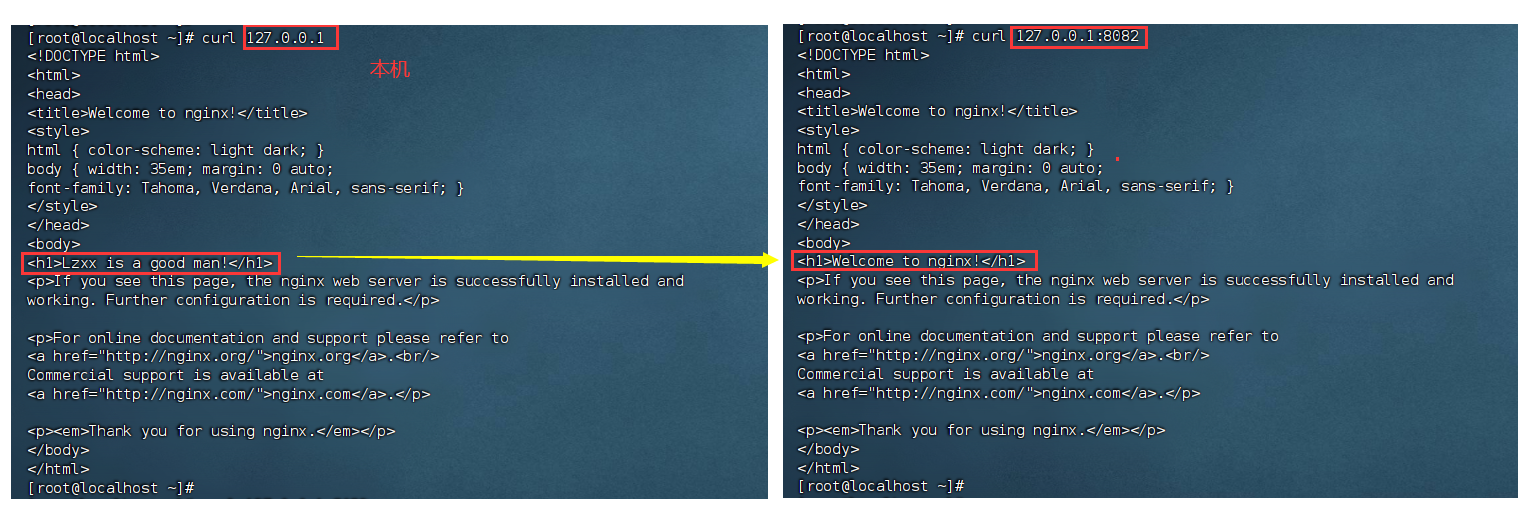 [root@localhost ~]# curl 127.0.0.1
本机
<!DOCTYPE html>
<html>
<head>
<title>Welcome to nginx!</title>
<style>
html { color-scheme: light dark; }
body { width: 35em; margin: 0 auto;
font-family: Tahoma, Verdana, Arial, sans-serif; }
</style>
</head>
<body>
<h1>Lzxx is a good man!</h1>
<p>If you see this page, the nginx web server is successfully installed and
working. Further configuration is required.</p>
<p>For online documentation and support please refer to
<a href="http://nginx.org/">nginx.org</a>.<br/>
Commercial support is available at
<a href="http://nginx.com/">nginx.com</a>.</p>
<p><em>Thank you for using nginx.</em></p>
</body>
</html>
[root@localhost ~]#
[root@localhost ~]# curl 127.0.0.1:8082
<!DOCTYPE html>
<html>
<head>
<title>Welcome to nginx!</title>
<style>
html { color-scheme: light dark; }
body { width: 35em; margin: 0 auto;
font-family: Tahoma, Verdana, Arial, sans-serif; }
</style>
</head>
<body>
<h1>Welcome to nginx!</h1>
<p>If you see this page, the nginx web server is successfully installed and
working. Further configuration is required.</p>
<p>For online documentation and support please refer to
<a href="http://nginx.org/">nginx.org</a>.<br/>
Commercial support is available at
<a href="http://nginx.com/">nginx.com</a>.</p>
<p><em>Thank you for using nginx.</em></p>
</body>
</html>
[root@localhost ~]#